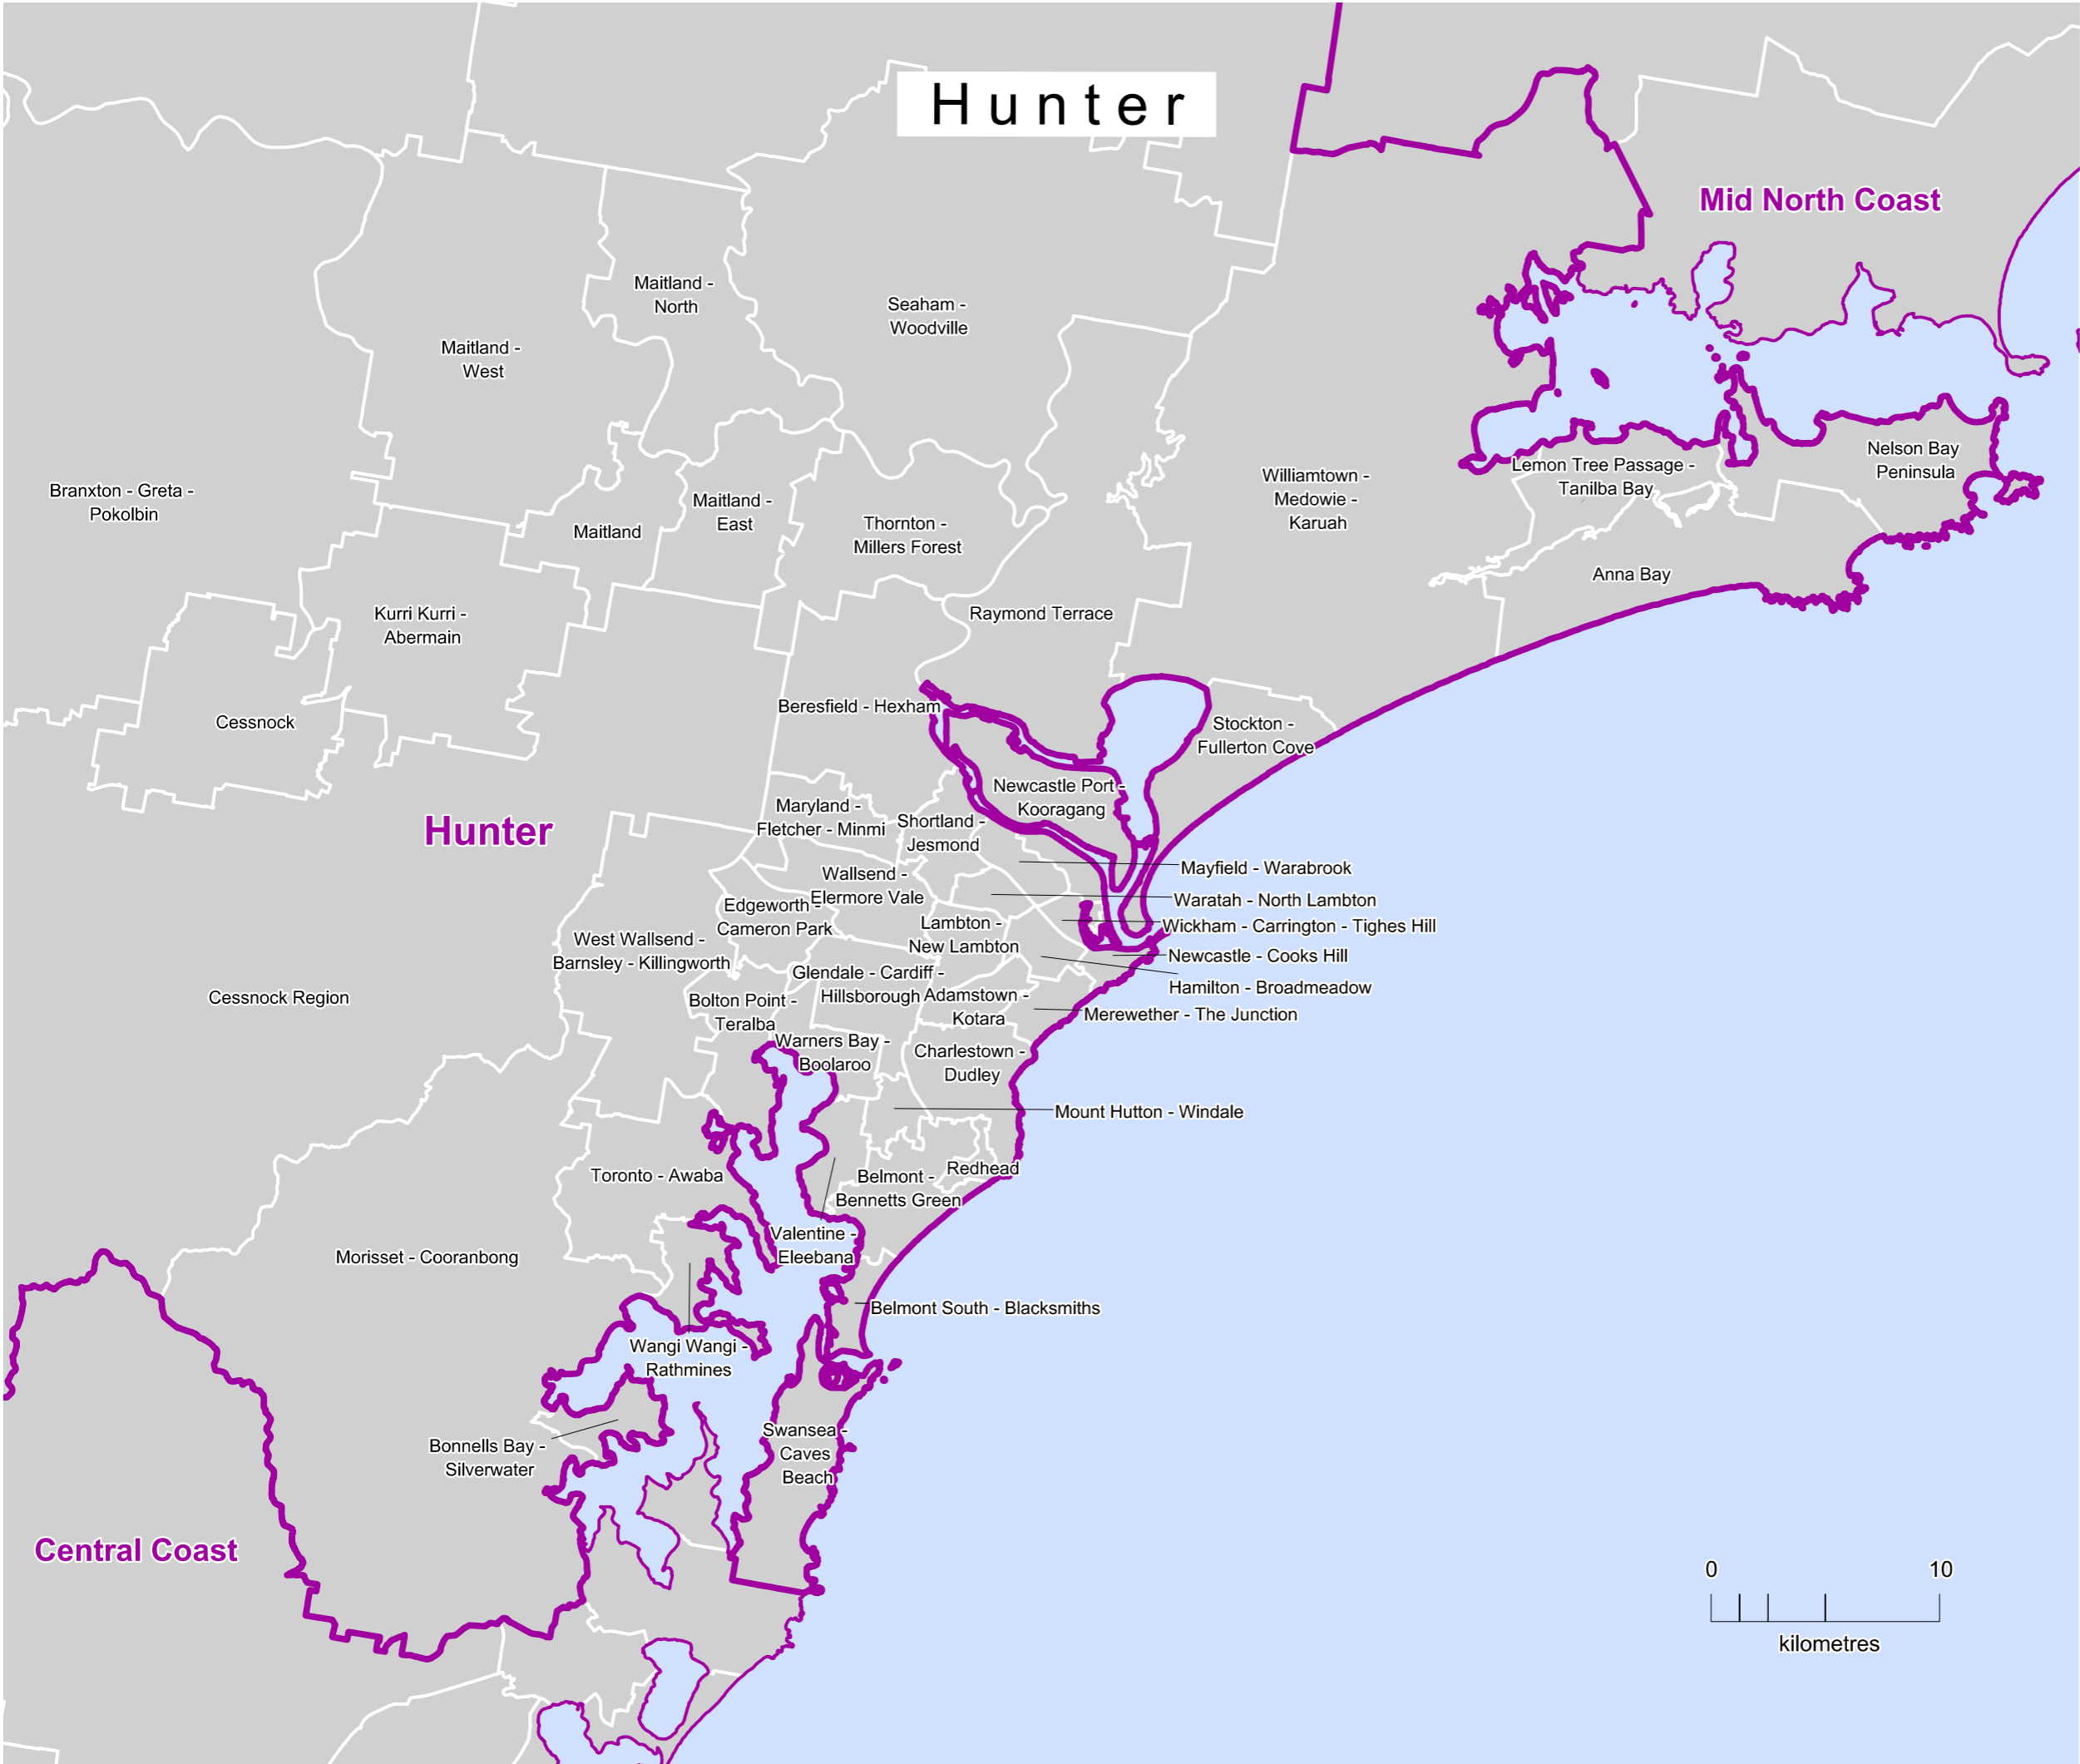 Hunter
Mid North Coast
Maitland -
North
Seaham -
Woodville
Maitland -
West
Branxton - Greta -
Pokolbin
Maitland
Maitland -
East
Thornton -
Millers Forest
Williamtown -
Medowie -
Karuah
Lemon Tree Passage -
Tanilba Bay
Nelson Bay
Peninsula
Anna Bay
Kurri Kurri -
Abermain
Raymond Terrace
Cessnock
Beresfield - Hexham
Stockton -
Fullerton Cove
Newcastle Port -
Kooragang
Hunter
Maryland -
Fletcher - Minmi
Shortland -
Jesmond
Mayfield - Warabrook
Wallsend -
Elermore Vale
Waratah - North Lambton
Edgeworth -
Cameron Park
Lambton -
New Lambton
Wickham - Carrington - Tighes Hill
West Wallsend -
Barnsley - Killingworth
Newcastle - Cooks Hill
Glendale - Cardiff -
Hillsborough
Hamilton - Broadmeadow
Cessnock Region
Bolton Point -
Teralba
Adamstown -
Kotara
Merewether - The Junction
Warners Bay -
Boolaroo
Charlestown -
Dudley
Mount Hutton - Windale
Toronto - Awaba
Belmont -
Bennetts Green
Redhead
Valentine -
Eleebana
Morisset - Cooranbong
Belmont South - Blacksmiths
Wangi Wangi -
Rathmines
Bonnells Bay -
Silverwater
Swansea -
Caves
Beach
Central Coast
0 10
kilometres